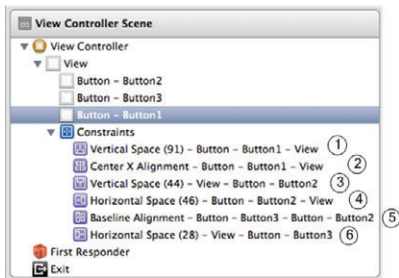 View Controller Scene
View Controller
View
Button - Button2
Button - Button3
Button - Button1
Constraints
Vertical Space (91) - Button - Button1 - View 1
Center X Alignment - Button - Button1 - View 2
Vertical Space (44) - View - Button - Button2 3
Horizontal Space (46) - Button - Button2 - View 4
Baseline Alignment - Button - Button3 - Button - Button2 5
Horizontal Space (28) - View - Button - Button3 6
First Responder
Exit